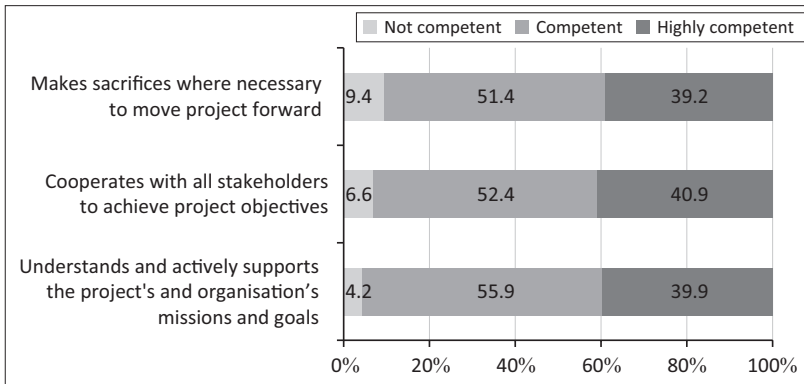 Not competent Competent Highly competent
Makes sacrifices where necessary
to move project forward
9.4 51.4 39.2
Cooperates with all stakeholders
to achieve project objectives
6.6 52.4 40.9
Understands and actively supports
the project's and organisation’s
missions and goals
4.2 55.9 39.9
0% 20% 40% 60% 80% 100%